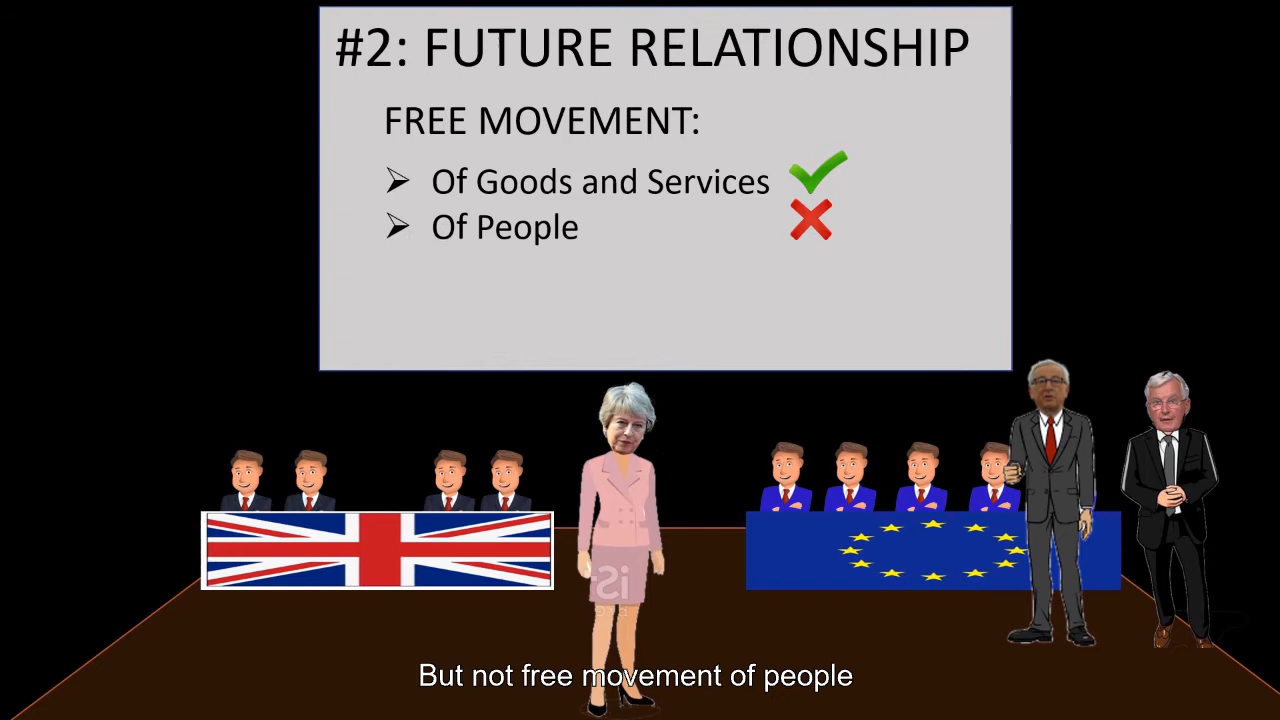 #2: FUTURE RELATIONSHIP
FREE MOVEMENT:
Of Goods and Services
Of People
But not free movement of people